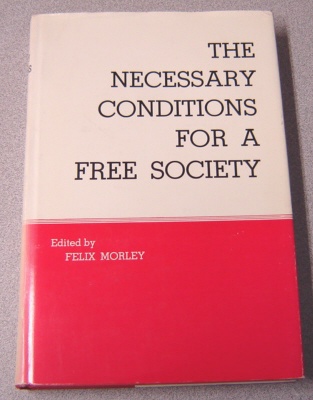 THE
NECESSARY
CONDITIONS
FOR A
FREE SOCIETY
Edited by
FELIX MORLEY